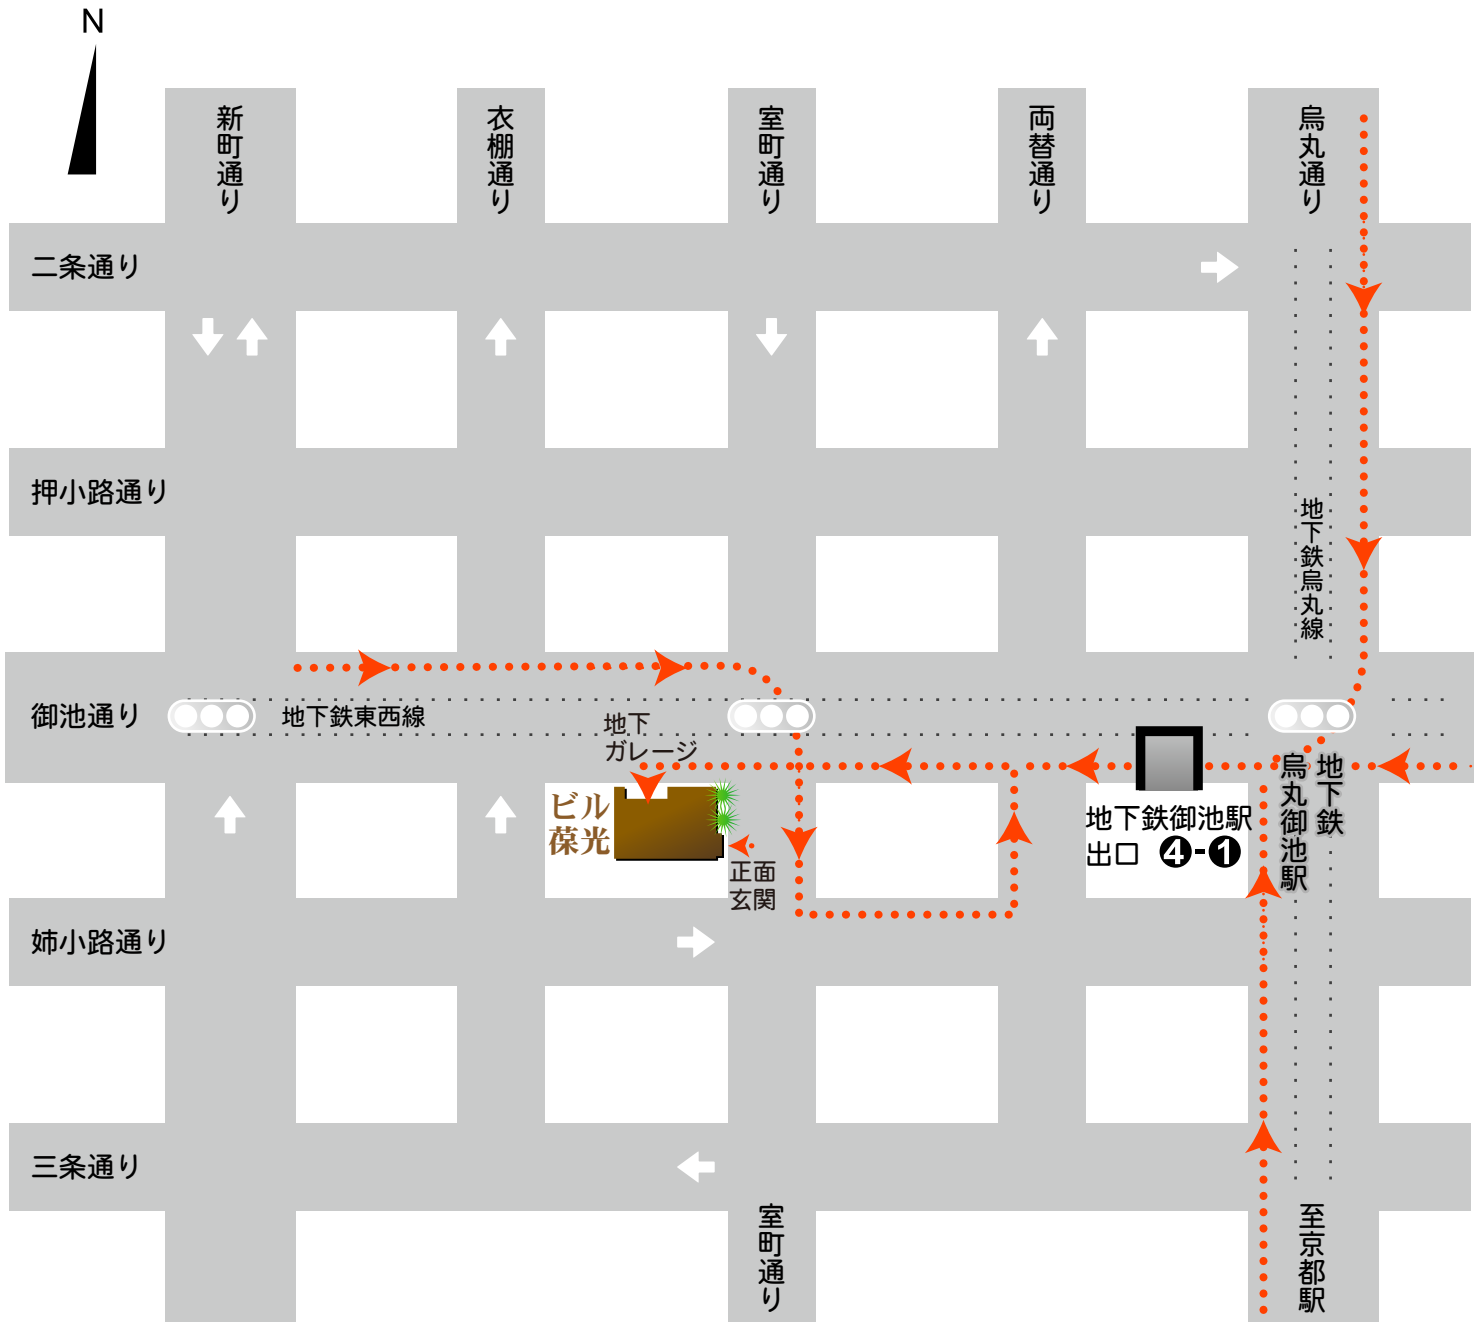 N
新町通り
衣棚通り
室町通り
両替通り
烏丸通り
二条通り
押小路通り
地下鉄烏丸線
御池通り
地下鉄東西線
地下
ガレージ
ビル
葆光
正面
玄関
地下鉄御池駅
出口 4-1
地下鉄
烏丸御池駅
姉小路通り
三条通り
室町通り
至京都駅